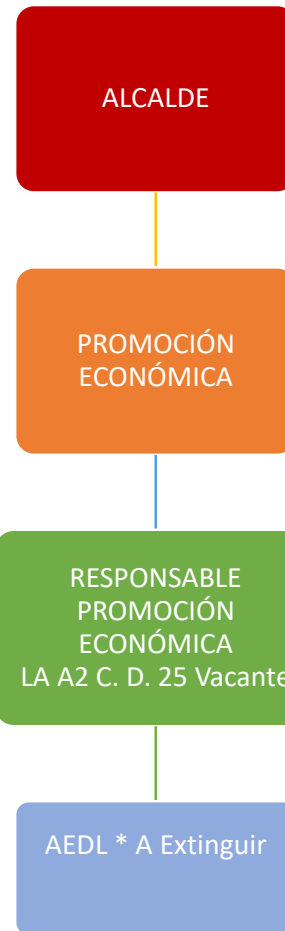 ALCALDE
PROMOCIÓN
ECONÓMICA
RESPONSABLE
PROMOCIÓN
ECONÓMICA
LA A2 C. D. 25 Vacante
AEDL * A Extinguir